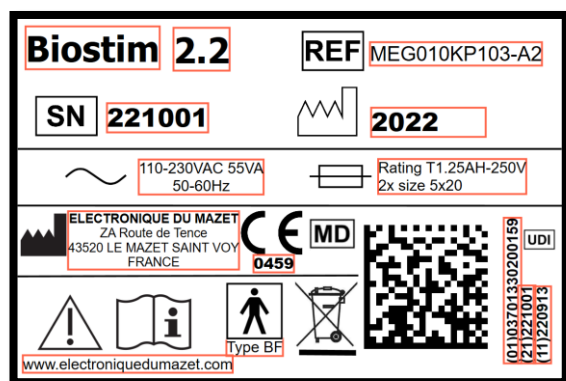 Biostim 2.2
REF MEG010KP103-A2
SN 221001
2022
110-230VAC 55VA
50-60Hz
Rating T1.25AH-250V
2x size 5x20
ELECTRONIQUE DU MAZET
ZA Route de Tence
43520 LE MAZET SAINT VOY
FRANCE
CE
0459
MD
UDI
(01)03701330200159
(21)221001
(11)220913
Type BF
www.electroniquedumazet.com